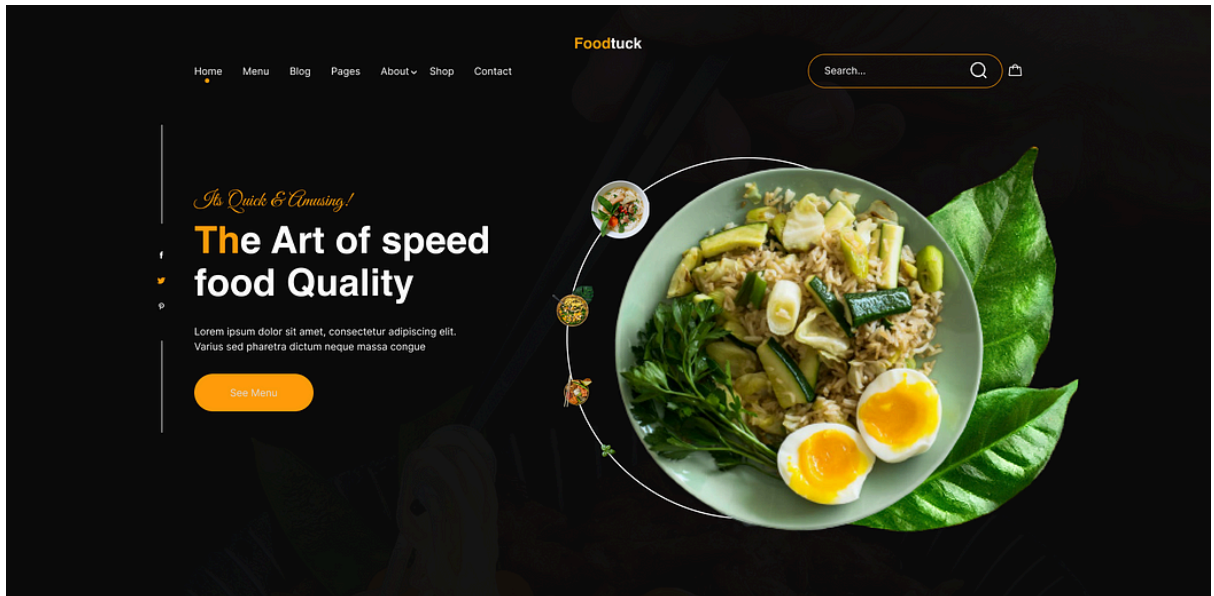 Foodtuck
Home Menu Blog Pages About Shop Contact
Search...
Its Quick & Amusing!
The Art of speed
food Quality
Lorem ipsum dolor sit amet, consectetur adipiscing elit.
Varius sed pharetra dictum neque massa congue
See Menu